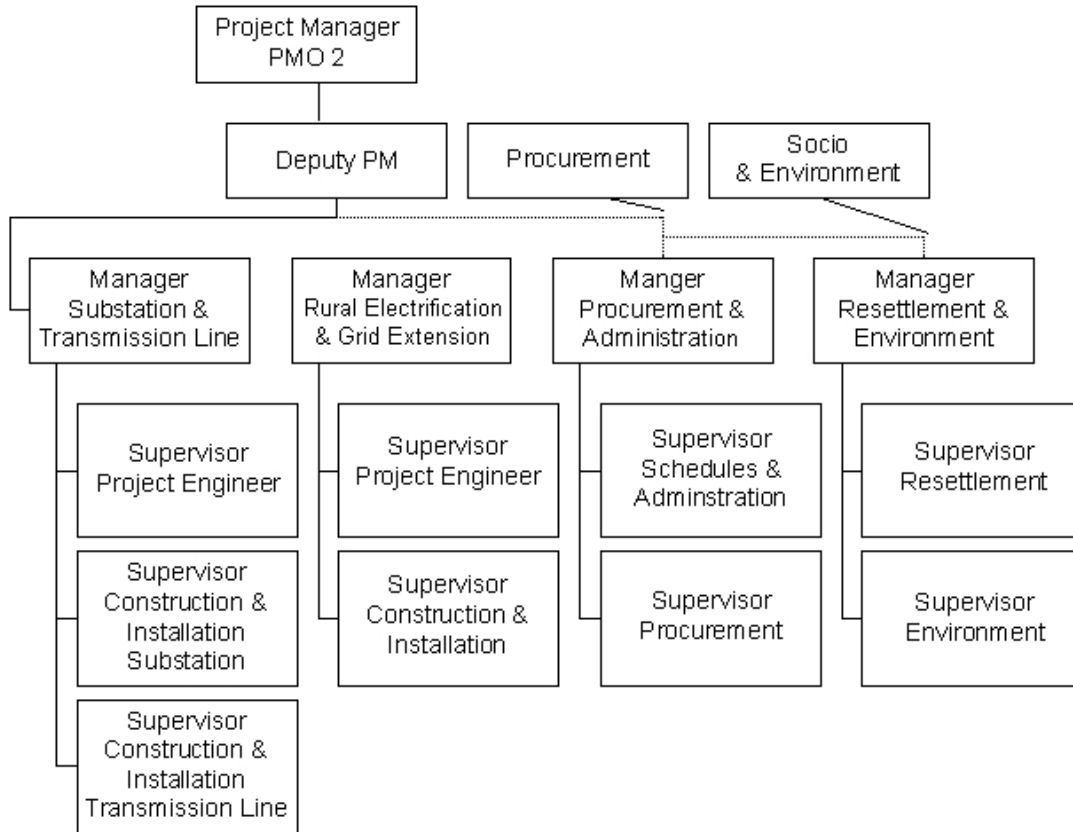 Project Manager
PMO 2
Deputy PM
Procurement
Socio
& Environment
Manager
Substation &
Transmission Line
Manager
Rural Electrification
& Grid Extension
Manger
Procurement &
Administration
Manager
Resettlement &
Environment
Supervisor
Project Engineer
Supervisor
Project Engineer
Supervisor
Schedules &
Adminstration
Supervisor
Resettlement
Supervisor
Construction &
Installation
Substation
Supervisor
Construction &
Installation
Supervisor
Procurement
Supervisor
Environment
Supervisor
Construction &
Installation
Transmission Line